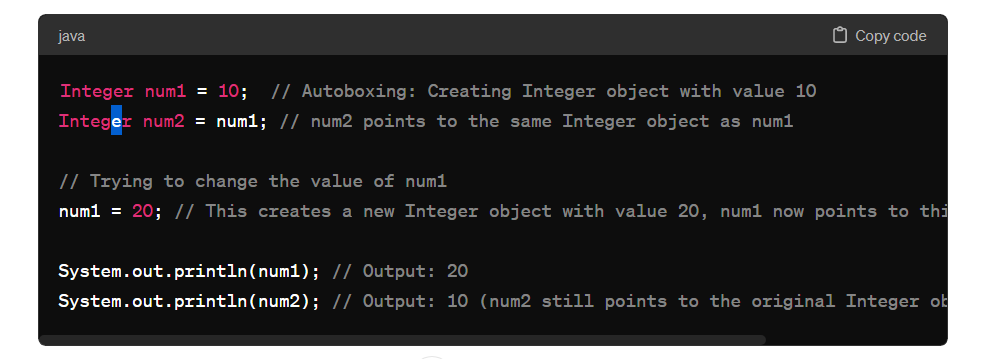 java
Copy code
Integer num1 = 10;  // Autoboxing: Creating Integer object with value 10
Integer num2 = num1; // num2 points to the same Integer object as num1
// Trying to change the value of num1
num1 = 20; // This creates a new Integer object with value 20, num1 now points to
System.out.println(num1); // Output: 20
System.out.println(num2); // Output: 10 (num2 still points to the original Integer